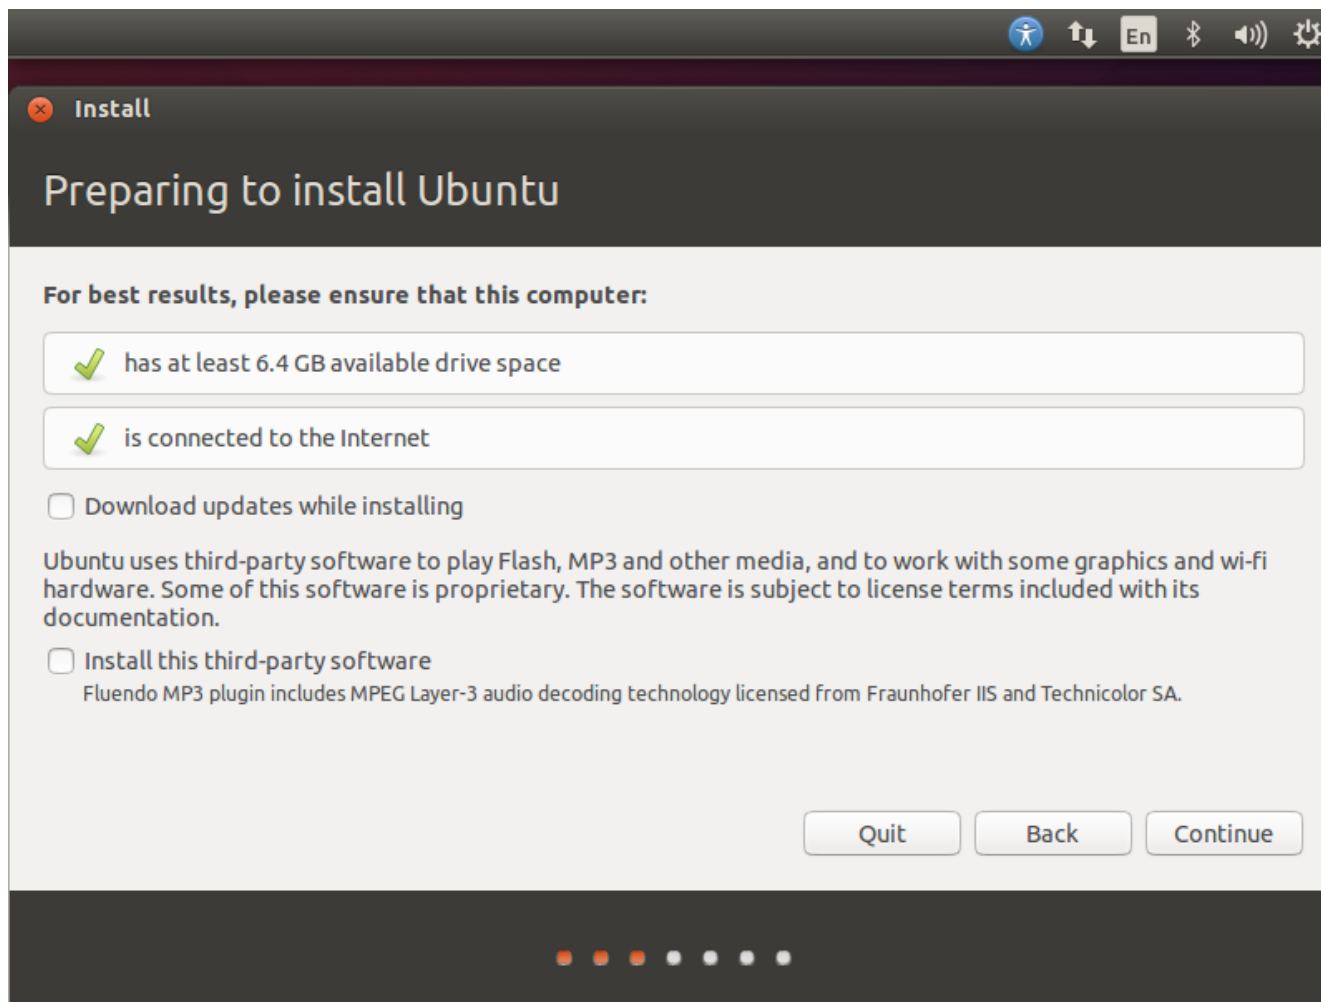 En
Install
Preparing to install Ubuntu
For best results, please ensure that this computer:
has at least 6.4 GB available drive space
is connected to the Internet
Download updates while installing
Ubuntu uses third-party software to play Flash, MP3 and other media, and to work with some graphics and wi-fi
hardware. Some of this software is proprietary. The software is subject to license terms included with its
documentation.
Install this third-party software
Fluendo MP3 plugin includes MPEG Layer-3 audio decoding technology licensed from Fraunhofer IIS and Technicolor SA.
Quit Back Continue